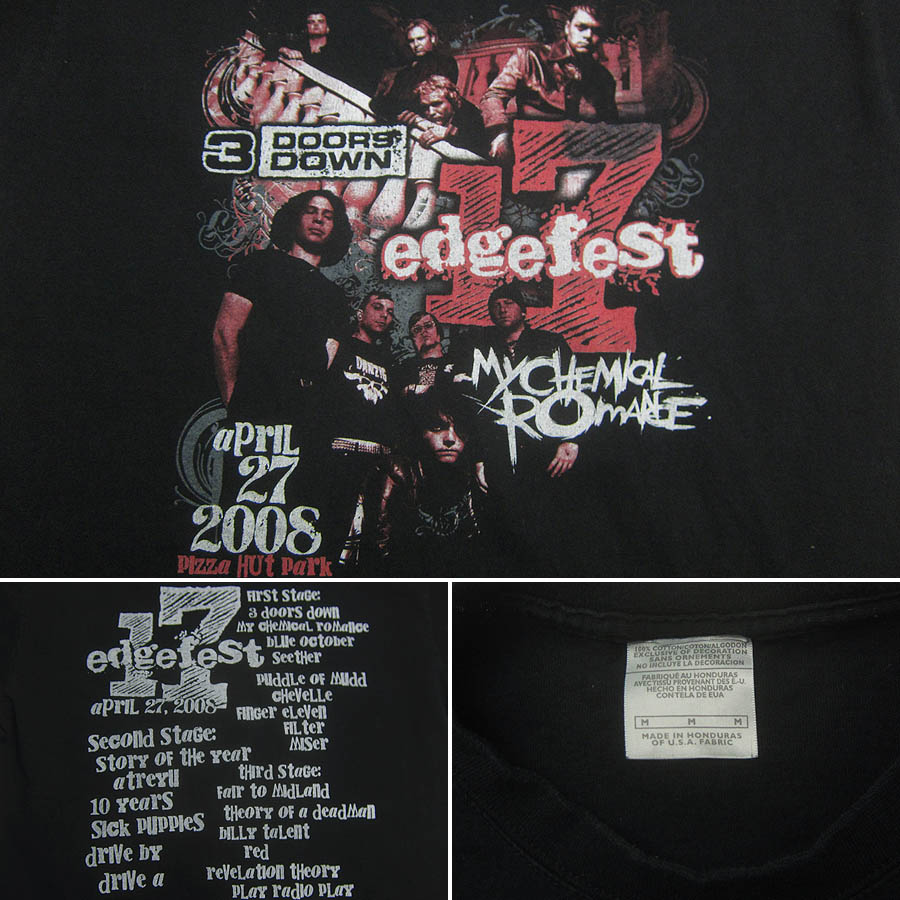 3 DOORS DOWN
17
edgefest
MY CHEMICAL
ROMANCE
DANZIG
april
27
2008
Pizza Hut Park
17
edgefest
april 27, 2008
First Stage:
3 doors down
my chemical romance
blue october
Seether
Puddle of Mudd
Chevelle
Finger eleven
Filter
Miser
Second Stage:
Story of the Year
atreyu
10 Years
Sick Puppies
drive by
drive a
third Stage:
Fair to Midland
theory of a deadman
Billy talent
red
revelation theory
Play radio Play
100% COTTON/COTON/ALGODON
EXCLUSIVE OF DECORATION
SANS ORNEMENTS
NO INCLUYE LA DECORACION
FABRIQUÉ AU HONDURAS
AVEC TISSU PROVENANT DES É.-U.
HECHO EN HONDURAS
CON TELA DE EUA
M M M
MADE IN HONDURAS
OF U.S.A. FABRIC